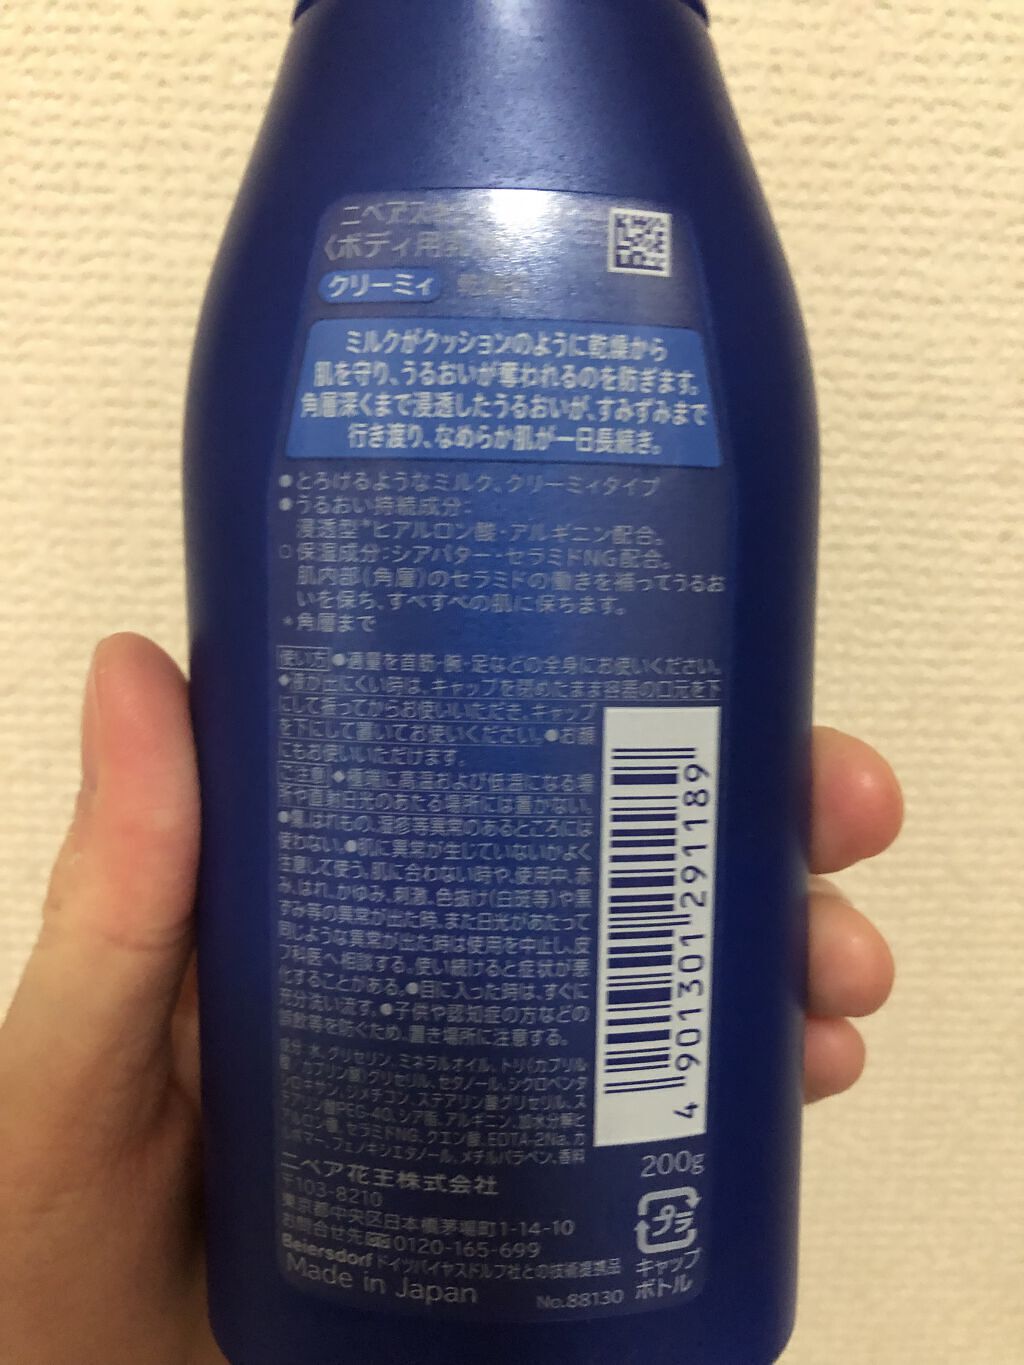 ニベアス
〈ボディ用乳
クリーミィ
ミルクがクッションのように乾燥から
肌を守り、うるおいが奪われるのを防ぎます。
角層深くまで浸透したうるおいが、すみずみまで
行き渡り、なめらか肌が一日長続き。
●とろけるようなミルク、クリーミィタイプ
●うるおい持続成分:
浸透型*ヒアルロン酸・アルギニン配合。
○保湿成分:シアバター・セラミドNG配合。
肌内部(角層)のセラミドの働きを補ってうるお
いを保ち、すべすべの肌に保ちます。
*角層まで
使い方●適量を首筋・腕・足などの全身にお使いください。
●液が出にくい時は、キャップを閉めたまま容器の口元を下
にして振ってからお使いいただき、キャップ
を下にして置いてお使いください。●お顔
にもお使いいただけます。
ご注意●極端に高温および低温になる場
所や直射日光のあたる場所には置かない。
●傷、はれもの、湿疹等異常のあるところには
使わない。●肌に異常が生じていないかよく
注意して使う。肌に合わない時や、使用中、赤
み、はれ、かゆみ、刺激、色抜け(白斑等)や黒
ずみ等の異常が出た時、また日光があたって
同じような異常が出た時は使用を中止し、皮
フ科医へ相談する。使い続けると症状が悪
化することがある。●目に入った時は、すぐに
充分洗い流す。●子供や認知症の方などの
誤飲等を防ぐため、置き場所に注意する。
成分:水、グリセリン、ミネラルオイル、トリ(カプリル
酸/カプリン酸)グリセリル、セタノール、シクロペンタ
シロキサン、ジメチコン、ステアリン酸グリセリル、ス
テアリン酸PEG-40、シア脂、アルギニン、加水分解ヒ
アルロン酸、セラミドNG、クエン酸、EDTA-2Na、カ
ルボマー、フェノキシエタノール、メチルパラベン、香料
ニベア花王株式会社
〒103-8210
東京都中央区日本橋茅場町1-14-10
お問合せ先 0120-165-699
Beiersdorf ドイツバイヤスドルフ社との技術提携品
Made in Japan
No.88130
4 901301 291189
200g
プラ
キャップ
ボトル